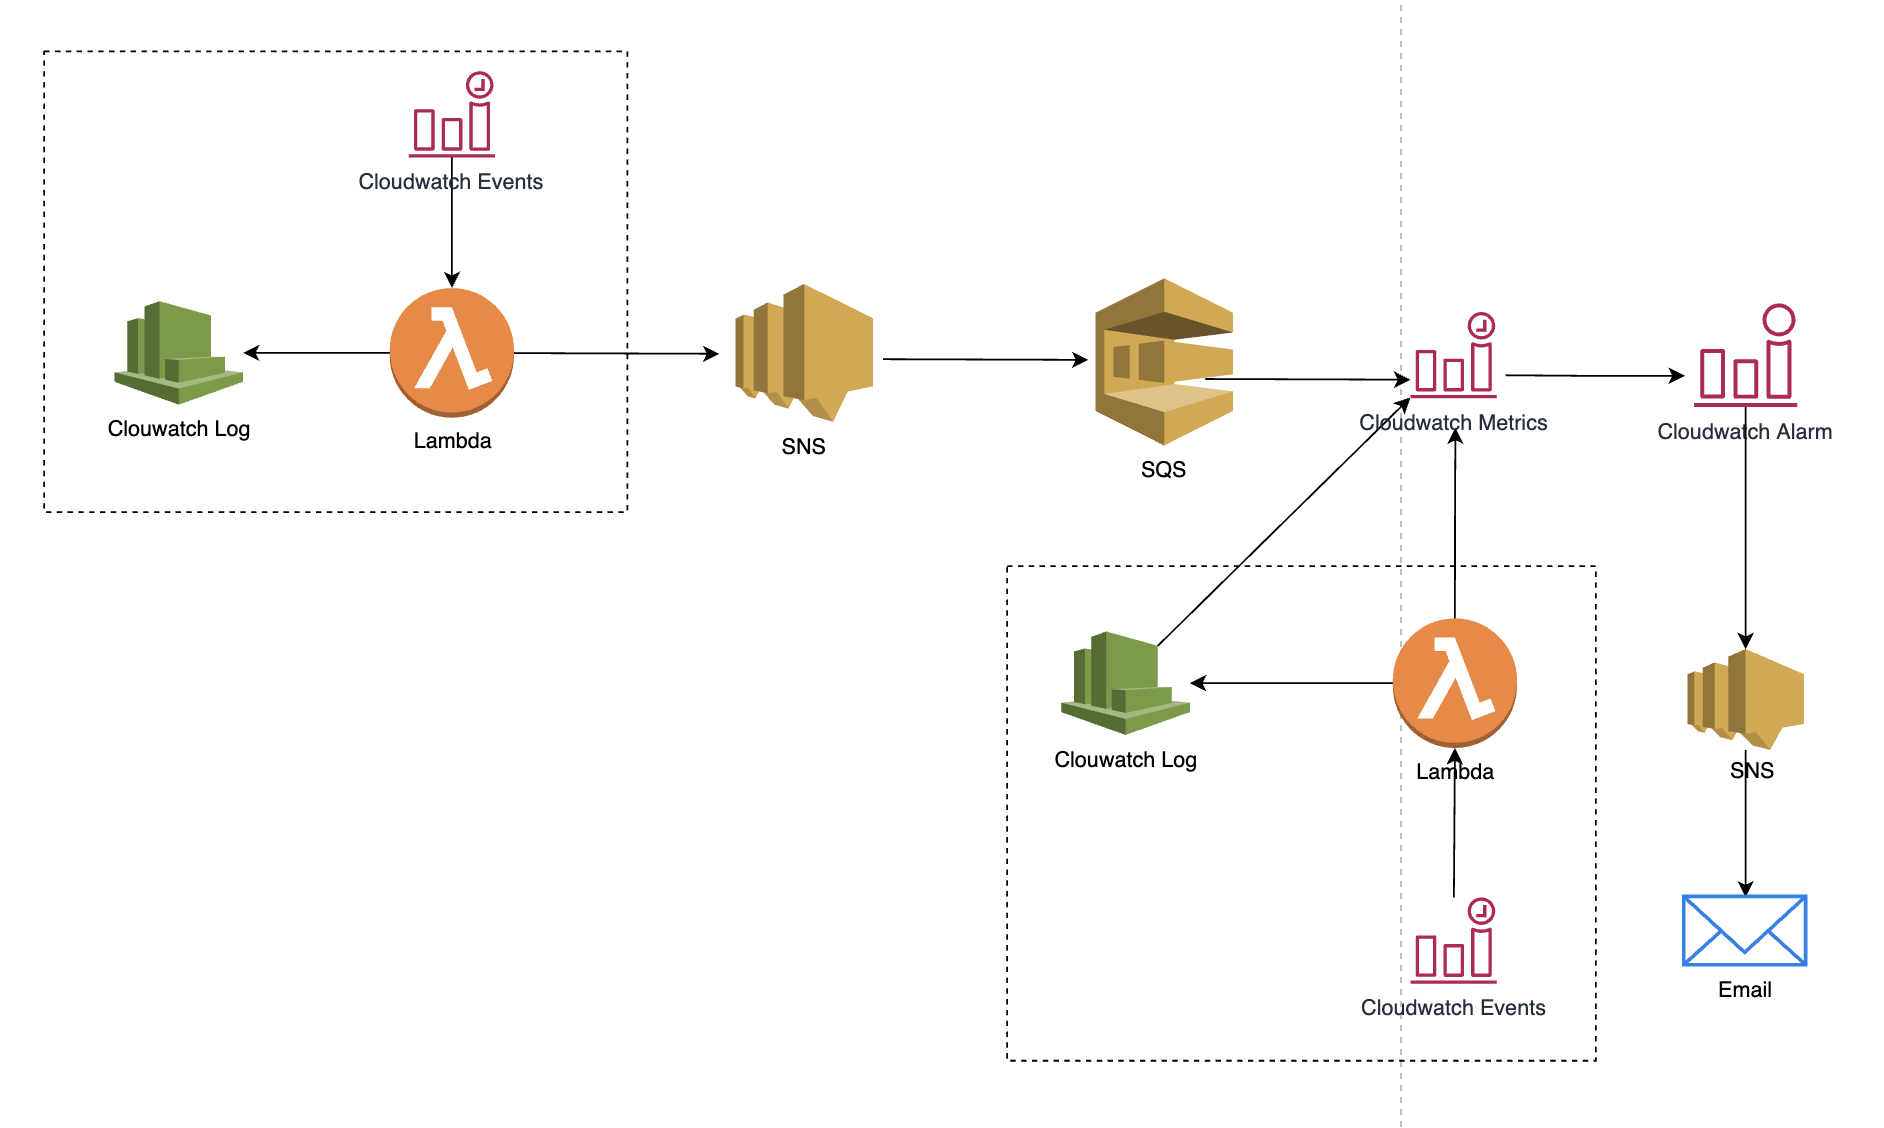 Cloudwatch Events
Clouwatch Log
Lambda
SNS
SQS
Cloudwatch Metrics
Cloudwatch Alarm
Clouwatch Log
Lambda
SNS
Cloudwatch Events
Email